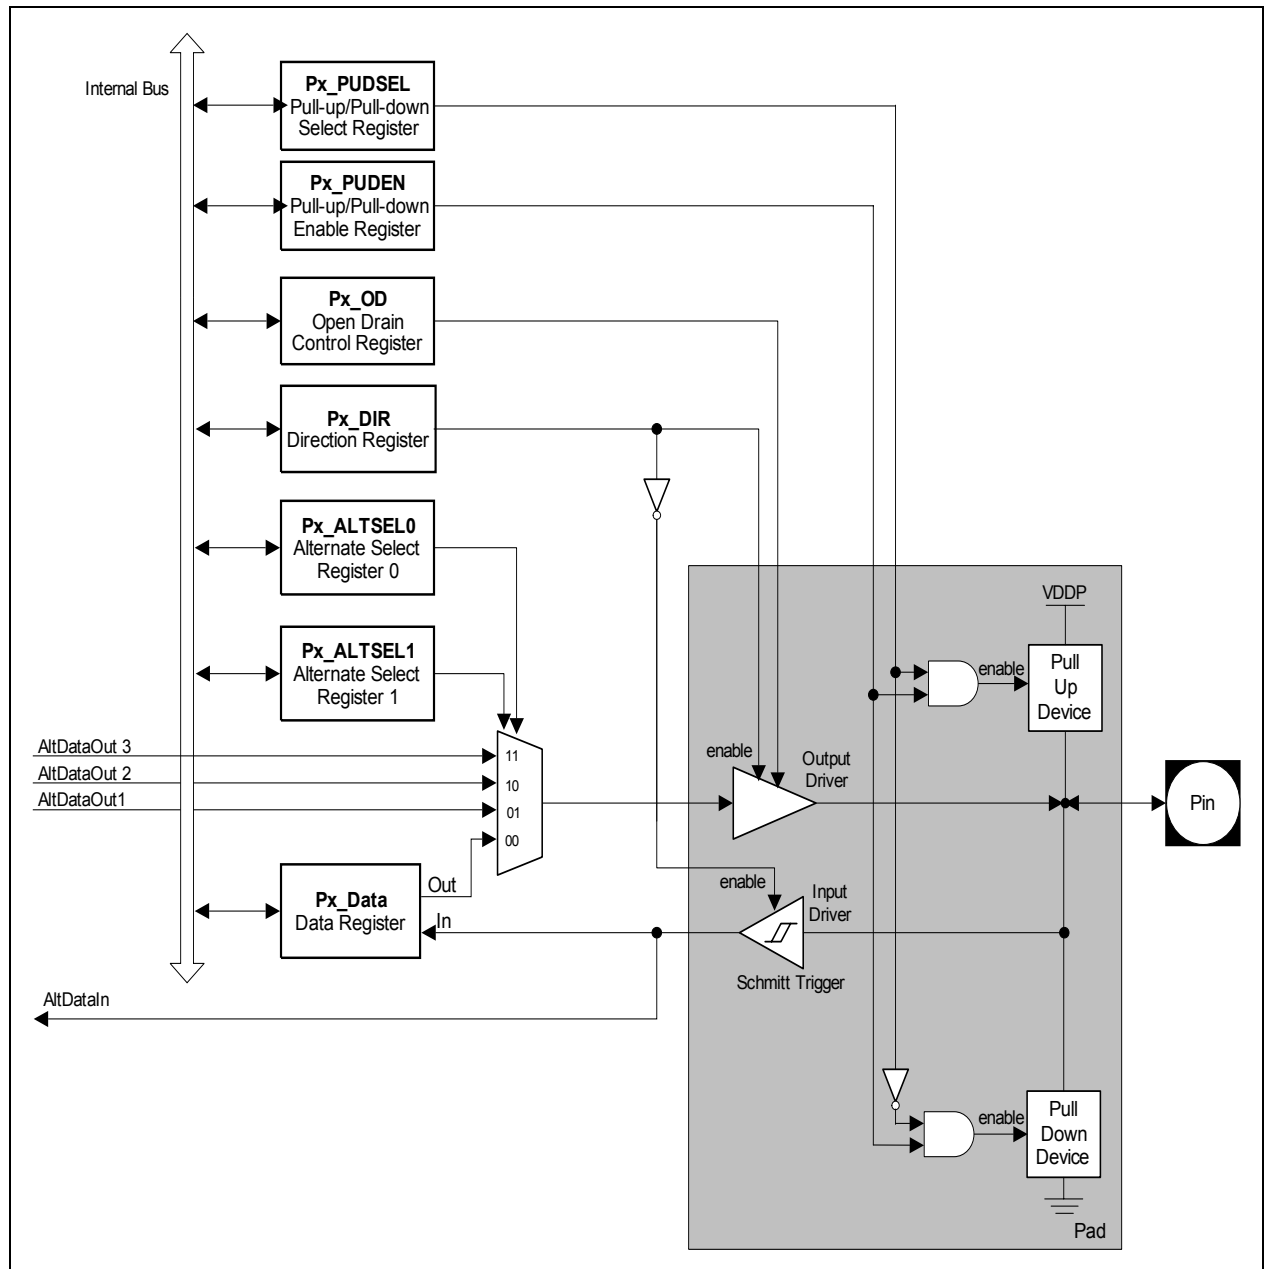 Internal Bus
Px_PUDSEL
Pull-up/Pull-down
Select Register
Px_PUDEN
Pull-up/Pull-down
Enable Register
Px_OD
Open Drain
Control Register
Px_DIR
Direction Register
Px_ALTSEL0
Alternate Select
Register 0
Px_ALTSEL1
Alternate Select
Register 1
AltDataOut 3
AltDataOut 2
AltDataOut1
11
10
01
00
Px_Data
Data Register
Out
In
AltDataIn
enable
Output
Driver
enable
Input
Driver
Schmitt Trigger
VDDP
enable
Pull
Up
Device
Pin
enable
Pull
Down
Device
Pad